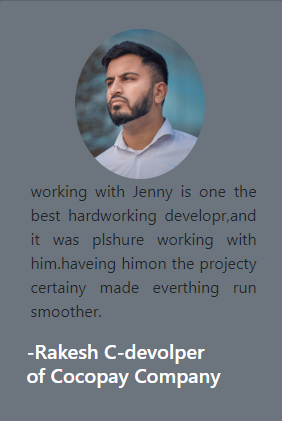 working with Jenny is one the
best hardworking developr,and
it was plshure working with
him.haveing himon the projecty
certainy made everthing run
smoother.
-Rakesh C-devolper
of Cocopay Company